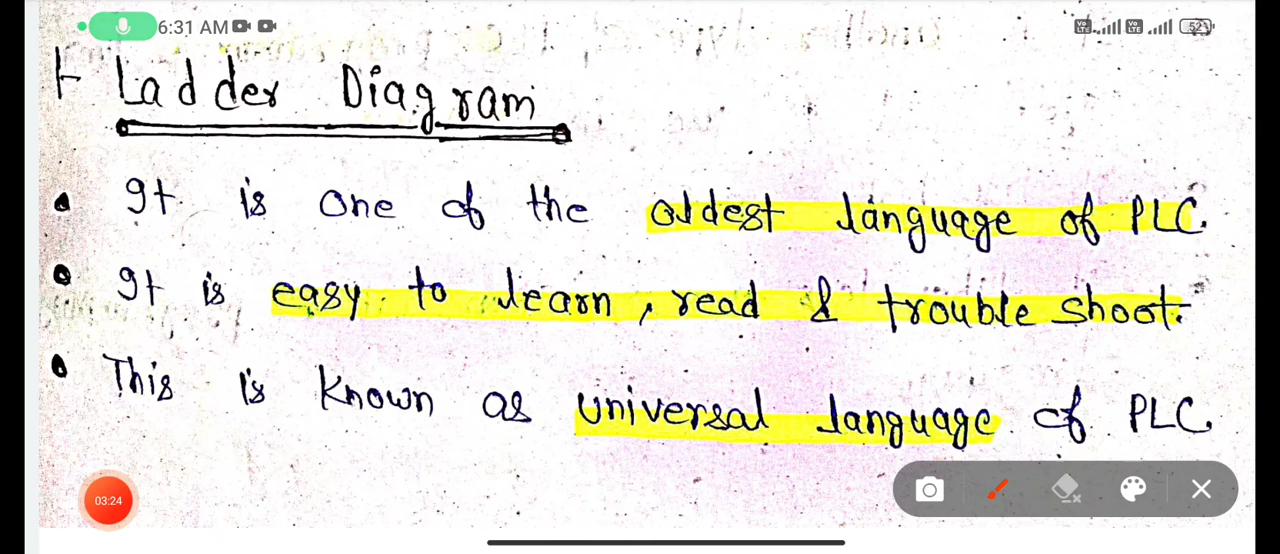 6:31 AM
Ladder Diagram
It is one of the oldest language of PLC
It is easy to learn, read & trouble shoot.
This is known as universal language of PLC
03:24